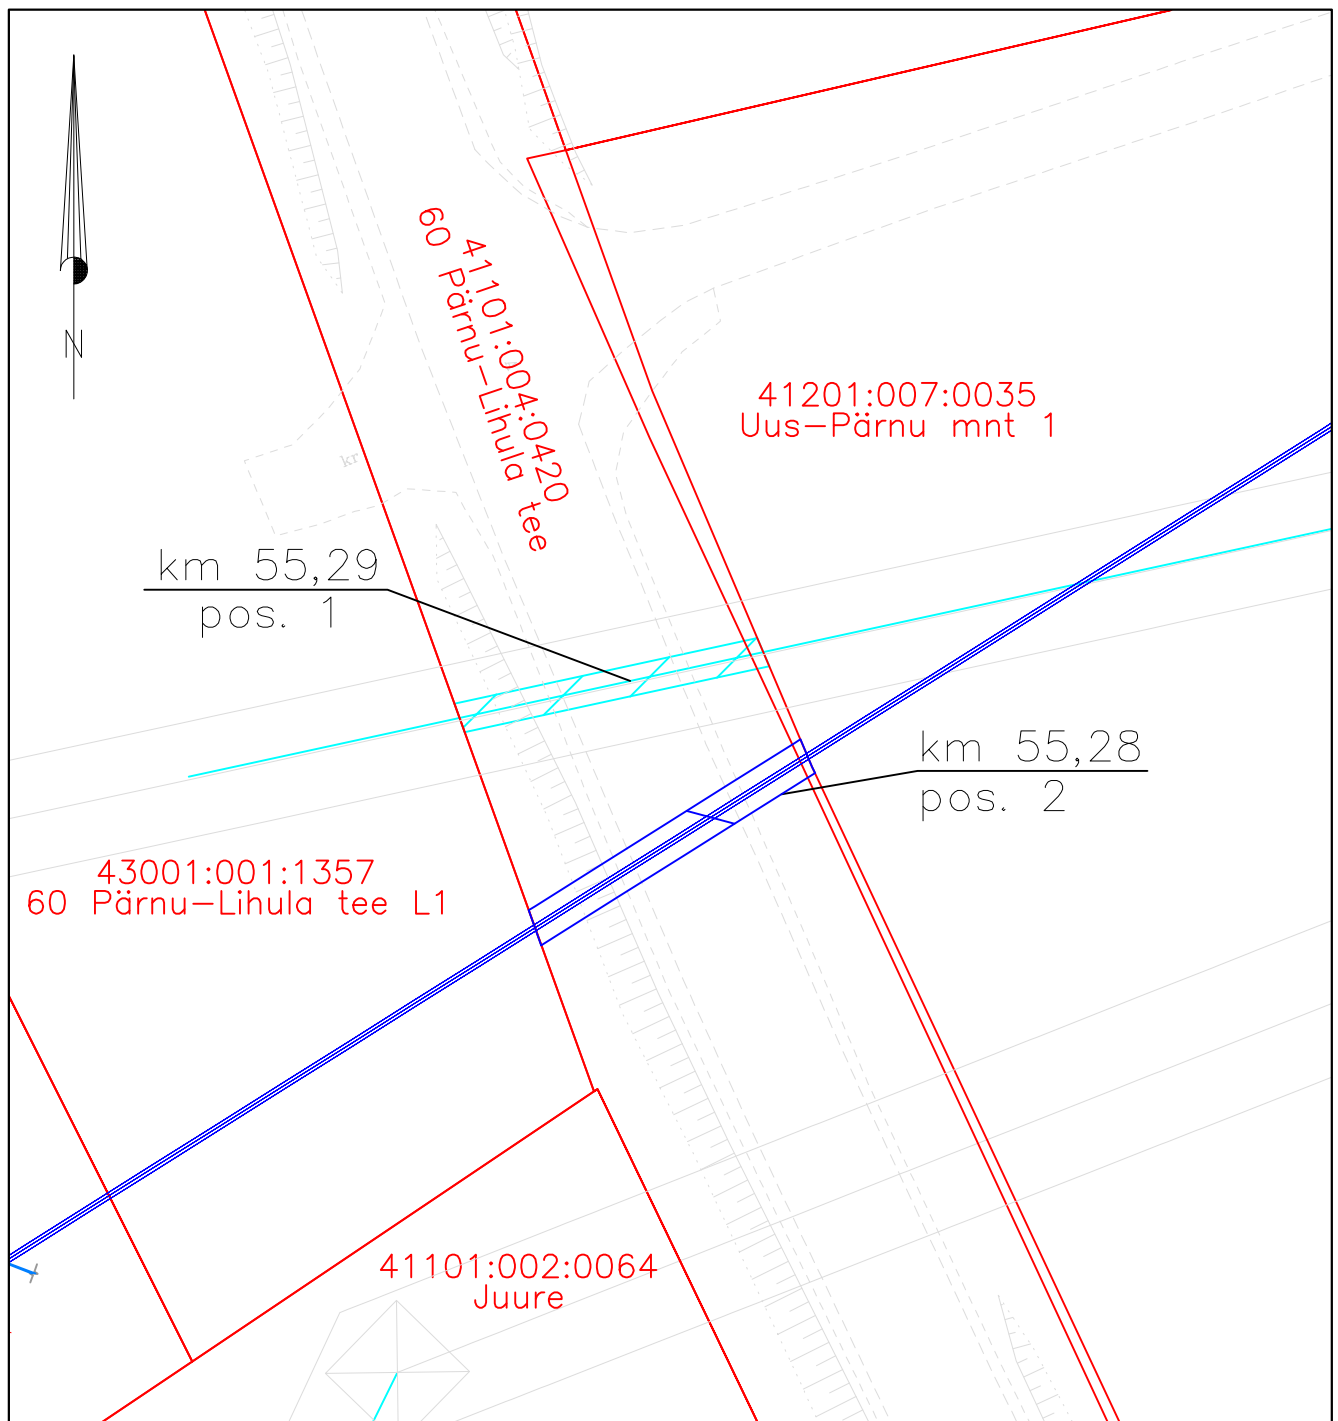 N
41101:004:0420
60 Pärnu-Lihula tee
41201:007:0035
Uus-Pärnu mnt 1
kr
km 55,29
pos. 1
km 55,28
pos. 2
43001:001:1357
60 Pärnu-Lihula tee L1
41101:002:0064
Juure